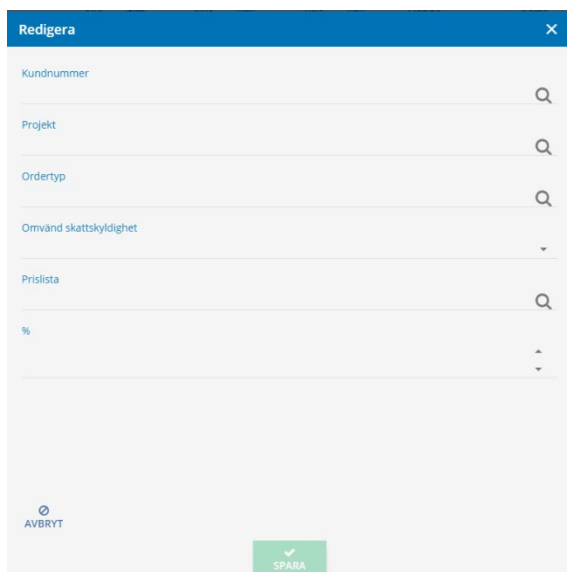 Redigera
Kundnummer
Projekt
Ordertyp
Omvänd skattskyldighet
Prislista
%
AVBRYT
SPARA